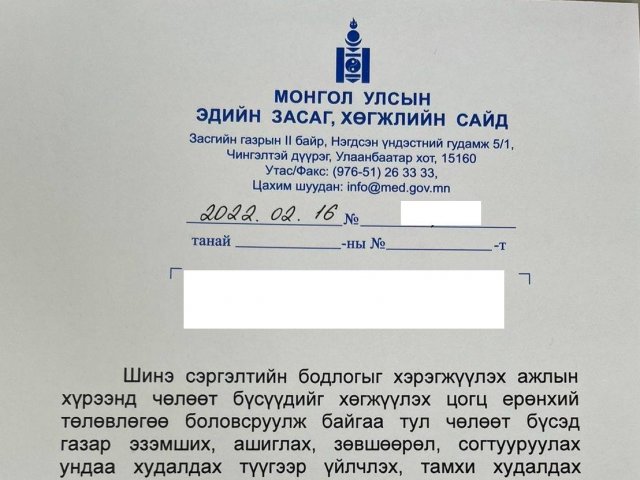 МОНГОЛ УЛСЫН
ЭДИЙН ЗАСАГ, ХӨГЖЛИЙН САЙД
Засгийн газрын II байр, Нэгдсэн үндэстний гудамж 5/1,
Чингэлтэй дүүрэг, Улаанбаатар хот, 15160
Утас/Факс: (976-51) 26 33 33,
Цахим шуудан: info@med.gov.mn
2022. 02. 16 №
танай ____________ -ны № ____________ -т
Шинэ сэргэлтийн бодлогыг хэрэгжүүлэх ажлын
хүрээнд чөлөөт бүсүүдийг хөгжүүлэх цогц ерөнхий
төлөвлөгөө боловсруулж байгаа тул чөлөөт бүсэд
газар эзэмших, ашиглах, зөвшөөрөл, согтууруулах
ундаа худалдах түүгээр үйлчлэх, тамхи худалдах